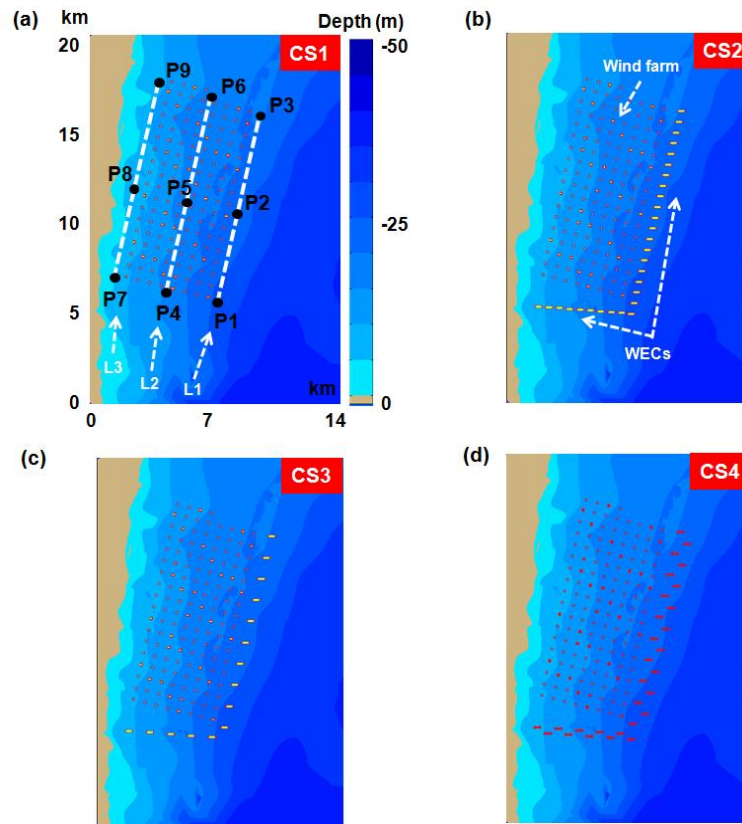 (a)
km
20
15
10
5
0
0
7
14
km
CS1
P9
P6
P3
P8
P5
P2
P7
P4
P1
L3
L2
L1
Depth (m)
-50
-25
0
(b)
CS2
Wind farm
WECs
(c)
CS3
(d)
CS4